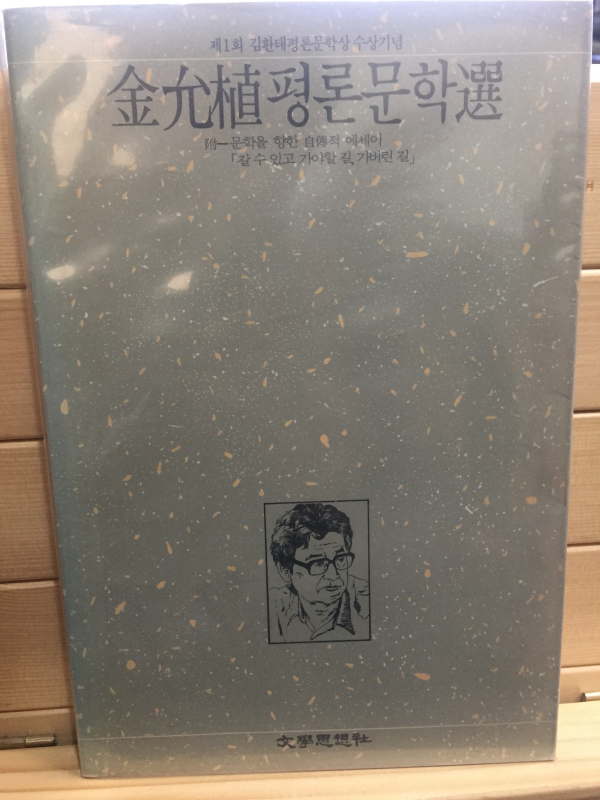 제1회 김환태평론문학상 수상기념
金允植 평론문학選
附一문학을 향한 自傳적 에세이
「갈 수 있고, 가야할 길, 가버린 길」
文學思想社